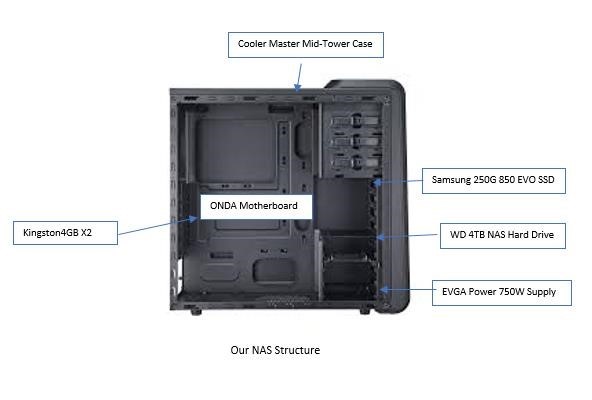 Cooler Master Mid-Tower Case
Samsung 250G 850 EVO SSD
ONDA Motherboard
Kingston4GB X2
WD 4TB NAS Hard Drive
EVGA Power 750W Supply
Our NAS Structure